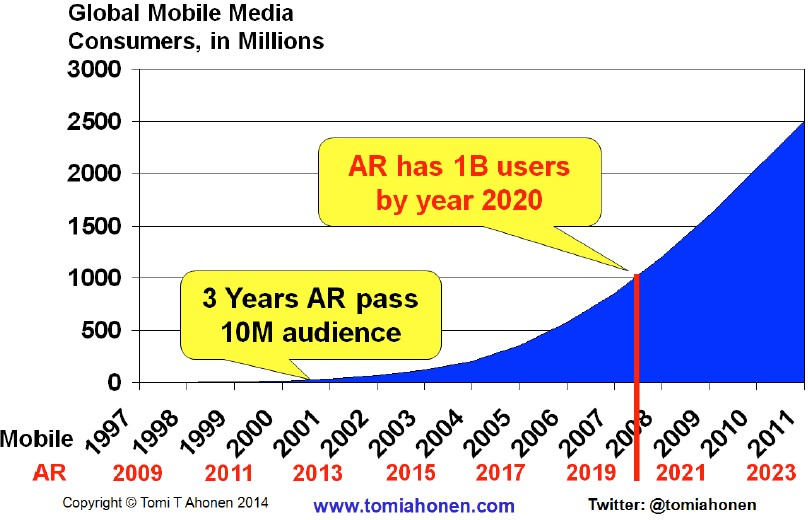 Global Mobile Media
Consumers, in Millions
3000
2500
2000
1500
1000
500
0
AR has 1B users
by year 2020
3 Years AR pass
10M audience
Mobile 1997 1998 1999 2000 2001 2002 2003 2004 2005 2006 2007 2008 2009 2010 2011
AR 2009 2011 2013 2015 2017 2019 2021 2023
Copyright © Tomi T Ahonen 2014 www.tomiahonen.com Twitter: @tomiahonen